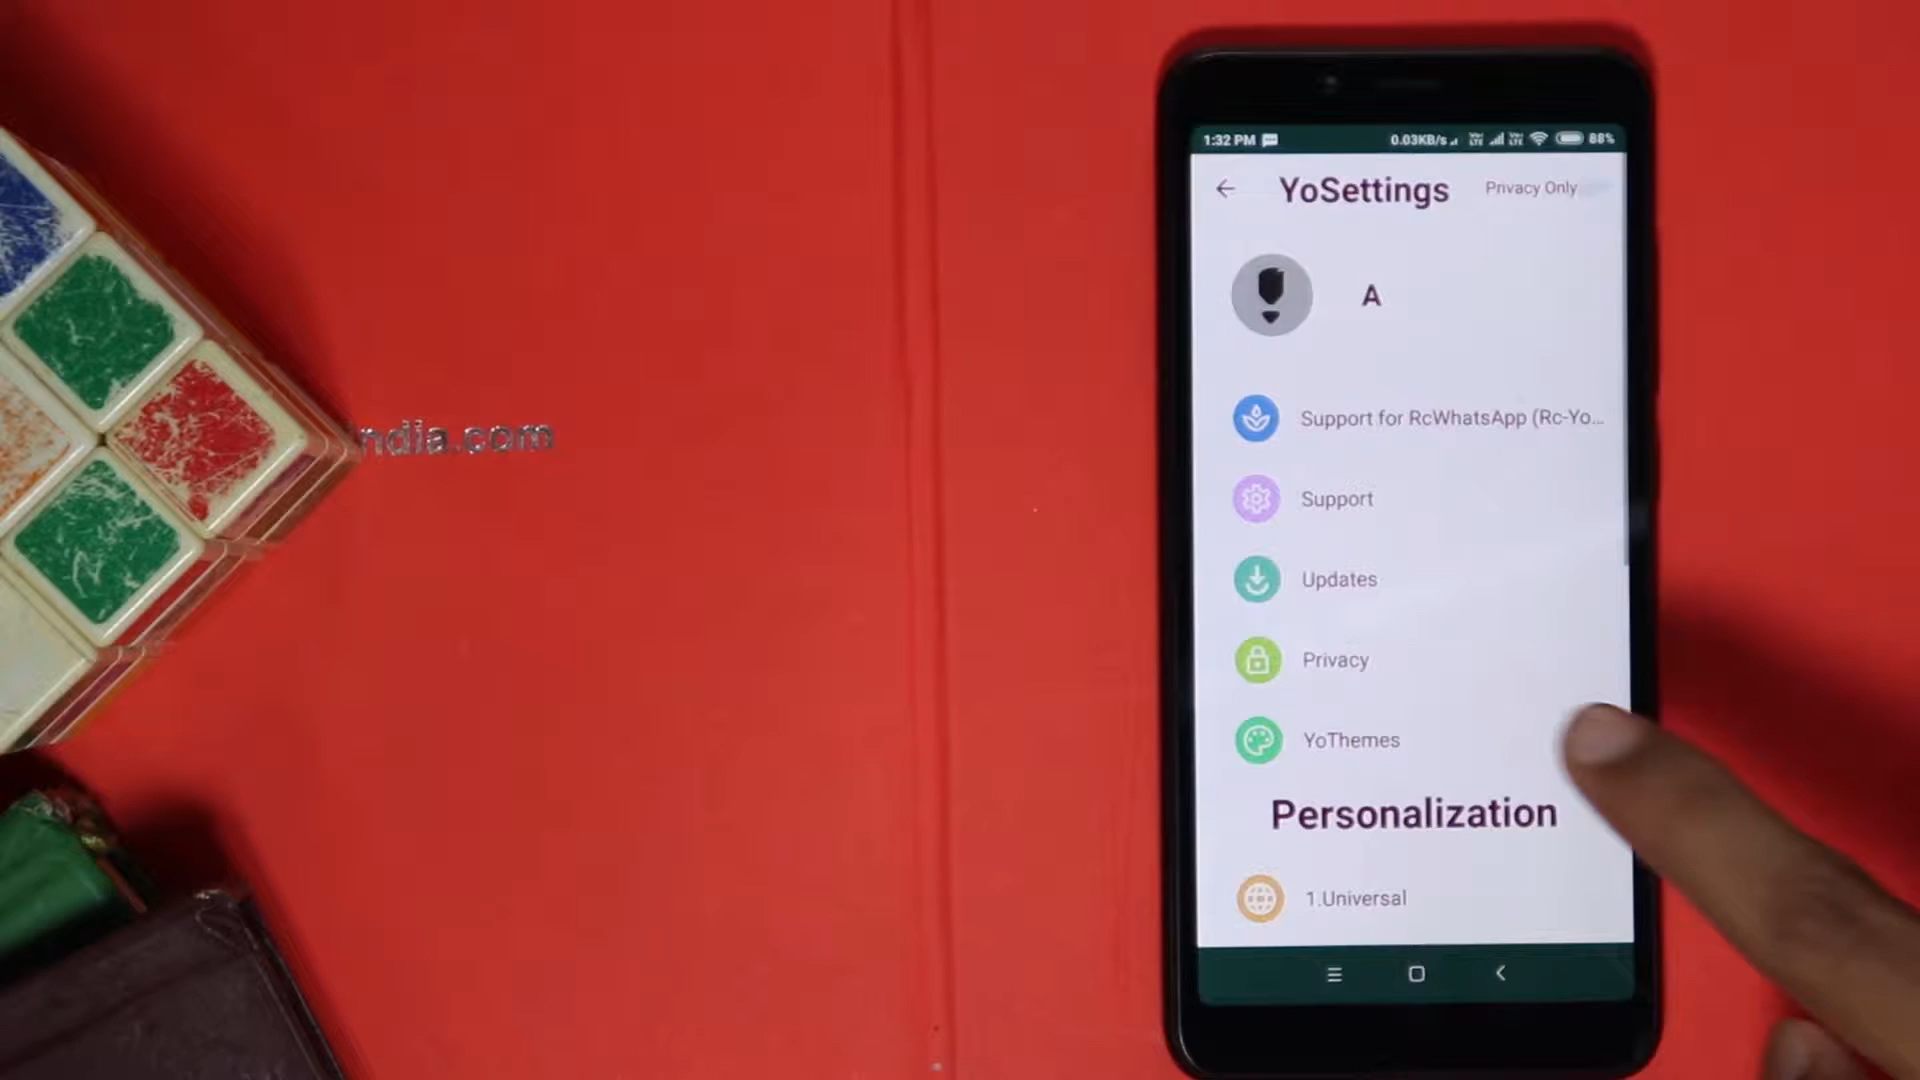 1:32 PM 0.03KB/s 88%
YoSettings Privacy Only
A
Support for RcWhatsApp (Rc-Yo...
Support
Updates
Privacy
YoThemes
Personalization
1.Universal
ndia.com